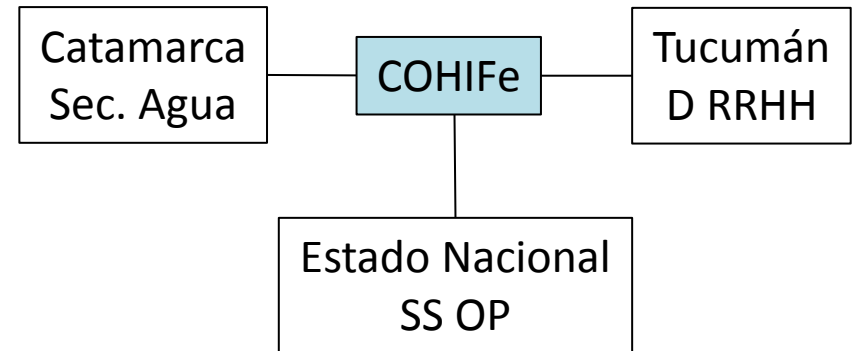 Catamarca
Sec. Agua
COHIFe
Tucumán
D RRHH
Estado Nacional
SS OP